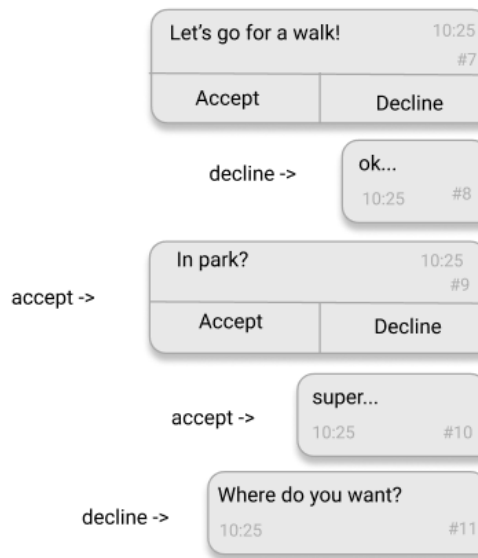 Let's go for a walk! 10:25
#7
Accept Decline
decline -> ok...
10:25 #8
In park? 10:25
#9
accept ->
Accept Decline
super...
accept ->
10:25 #10
Where do you want?
decline ->
10:25 #11